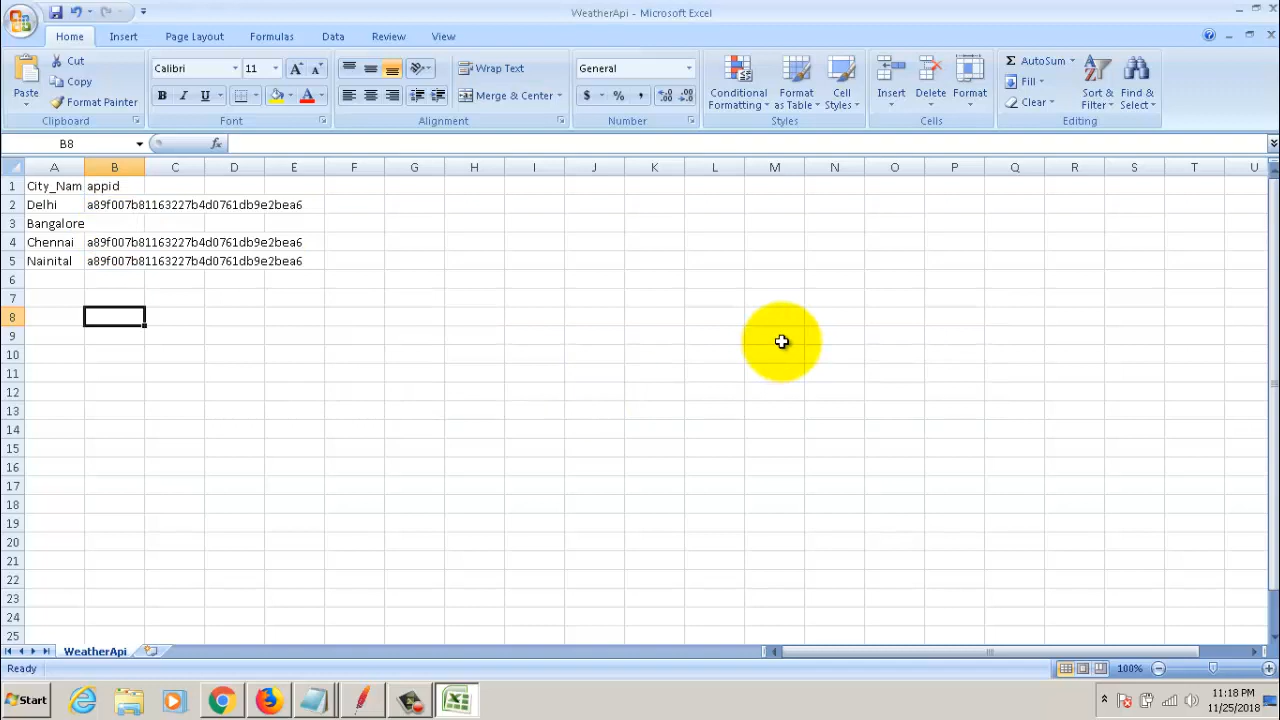 WeatherApi - Microsoft Excel
Home Insert Page Layout Formulas Data Review View
Paste
Cut
Copy
Format Painter
Clipboard
Calibri 11
B I U A
Font
Wrap Text
Merge & Center
Alignment
General
$ % ,
Number
Conditional Formatting
Format as Table
Cell Styles
Styles
Insert Delete Format
Cells
Σ AutoSum
Fill
Clear
Sort & Filter
Find & Select
Editing
B8 fx
A B C D E F G H I J K L M N O P Q R S T U
1 City_Nam appid
2 Delhi a89f007b81163227b4d0761db9e2bea6
3 Bangalore
4 Chennai a89f007b81163227b4d0761db9e2bea6
5 Nainital a89f007b81163227b4d0761db9e2bea6
6
7
8
9
10
11
12
13
14
15
16
17
18
19
20
21
22
23
24
25
WeatherApi
Ready 100%
Start 11:18 PM
11/25/2018